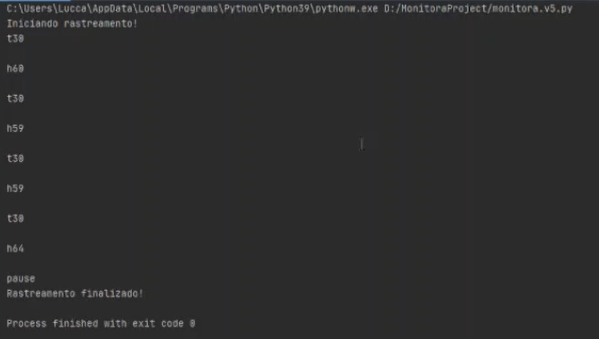 C:\Users\Lucca\AppData\Local\Programs\Python\Python39\pythonw.exe D:/MonitoraProject/monitora.v5.py
Iniciando rastreamento!
t30
h60
t30
h59
t30
h59
t30
h64
pause
Rastreamento finalizado!
Process finished with exit code 0